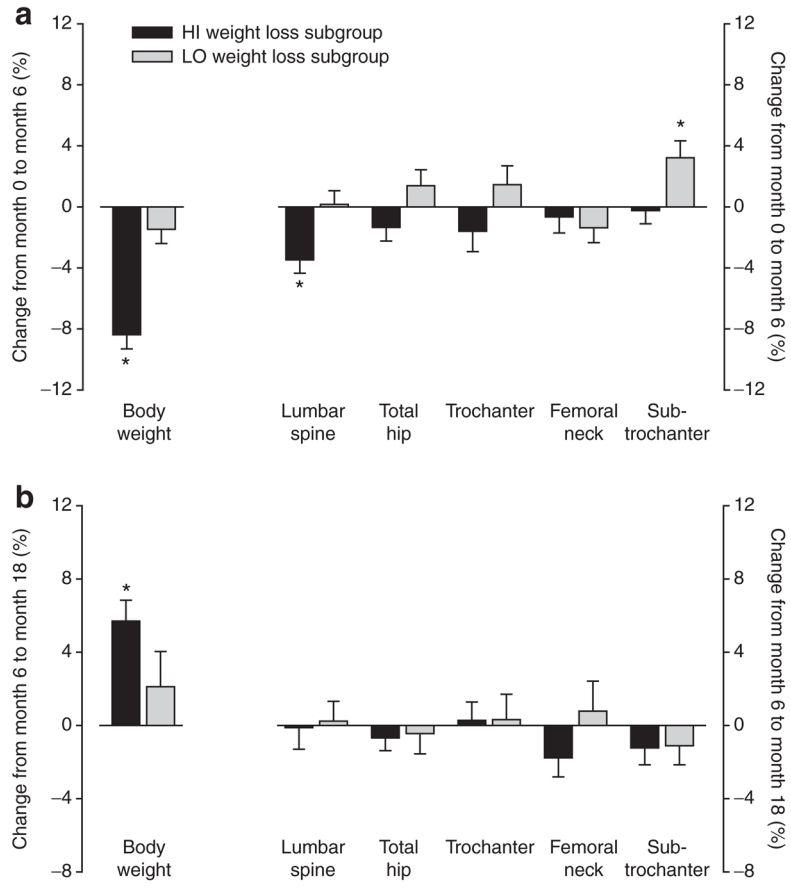 a
HI weight loss subgroup
LO weight loss subgroup
Change from month 0 to month 6 (%)
12
8
4
0
−4
−8
−12
*
*
*
12
8
4
0
−4
−8
−12
Change from month 0 to month 6 (%)
Body
weight
Lumbar
spine
Total
hip
Trochanter
Femoral
neck
Sub-
trochanter
b
Change from month 6 to month 18 (%)
12
8
4
0
−4
−8
*
12
8
4
0
−4
−8
Change from month 6 to month 18 (%)
Body
weight
Lumbar
spine
Total
hip
Trochanter
Femoral
neck
Sub-
trochanter